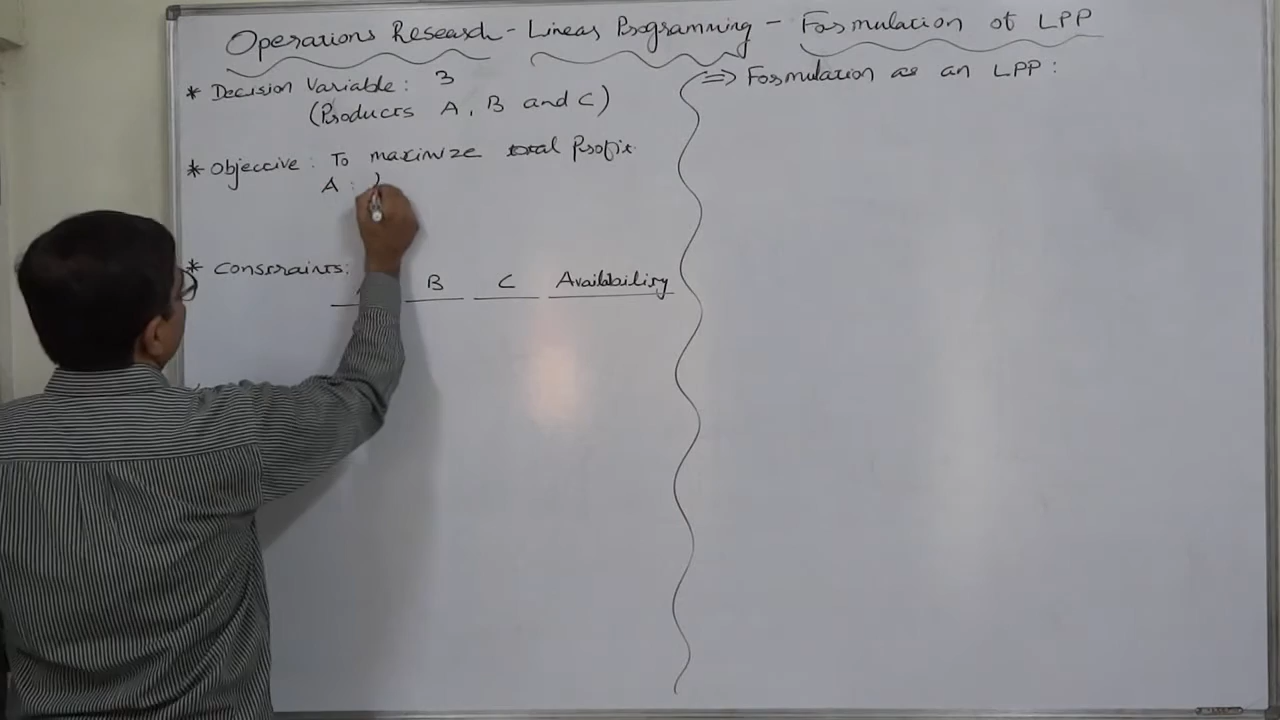 Operations Research - Linear Programming - Formulation of LPP
* Decision Variable: 3
(Products A, B and C)
* Objective: To maximize total Profit.
A:
* Constraints:
B C Availability
⇒ Formulation as an LPP: